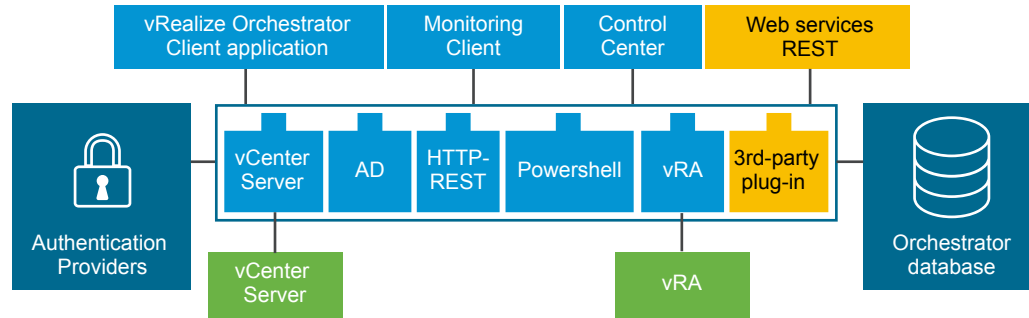 vRealize Orchestrator
Client application
Monitoring
Client
Control
Center
Web services
REST
Authentication
Providers
vCenter
Server
AD
HTTP-
REST
Powershell
vRA
3rd-party
plug-in
Orchestrator
database
vCenter
Server
vRA